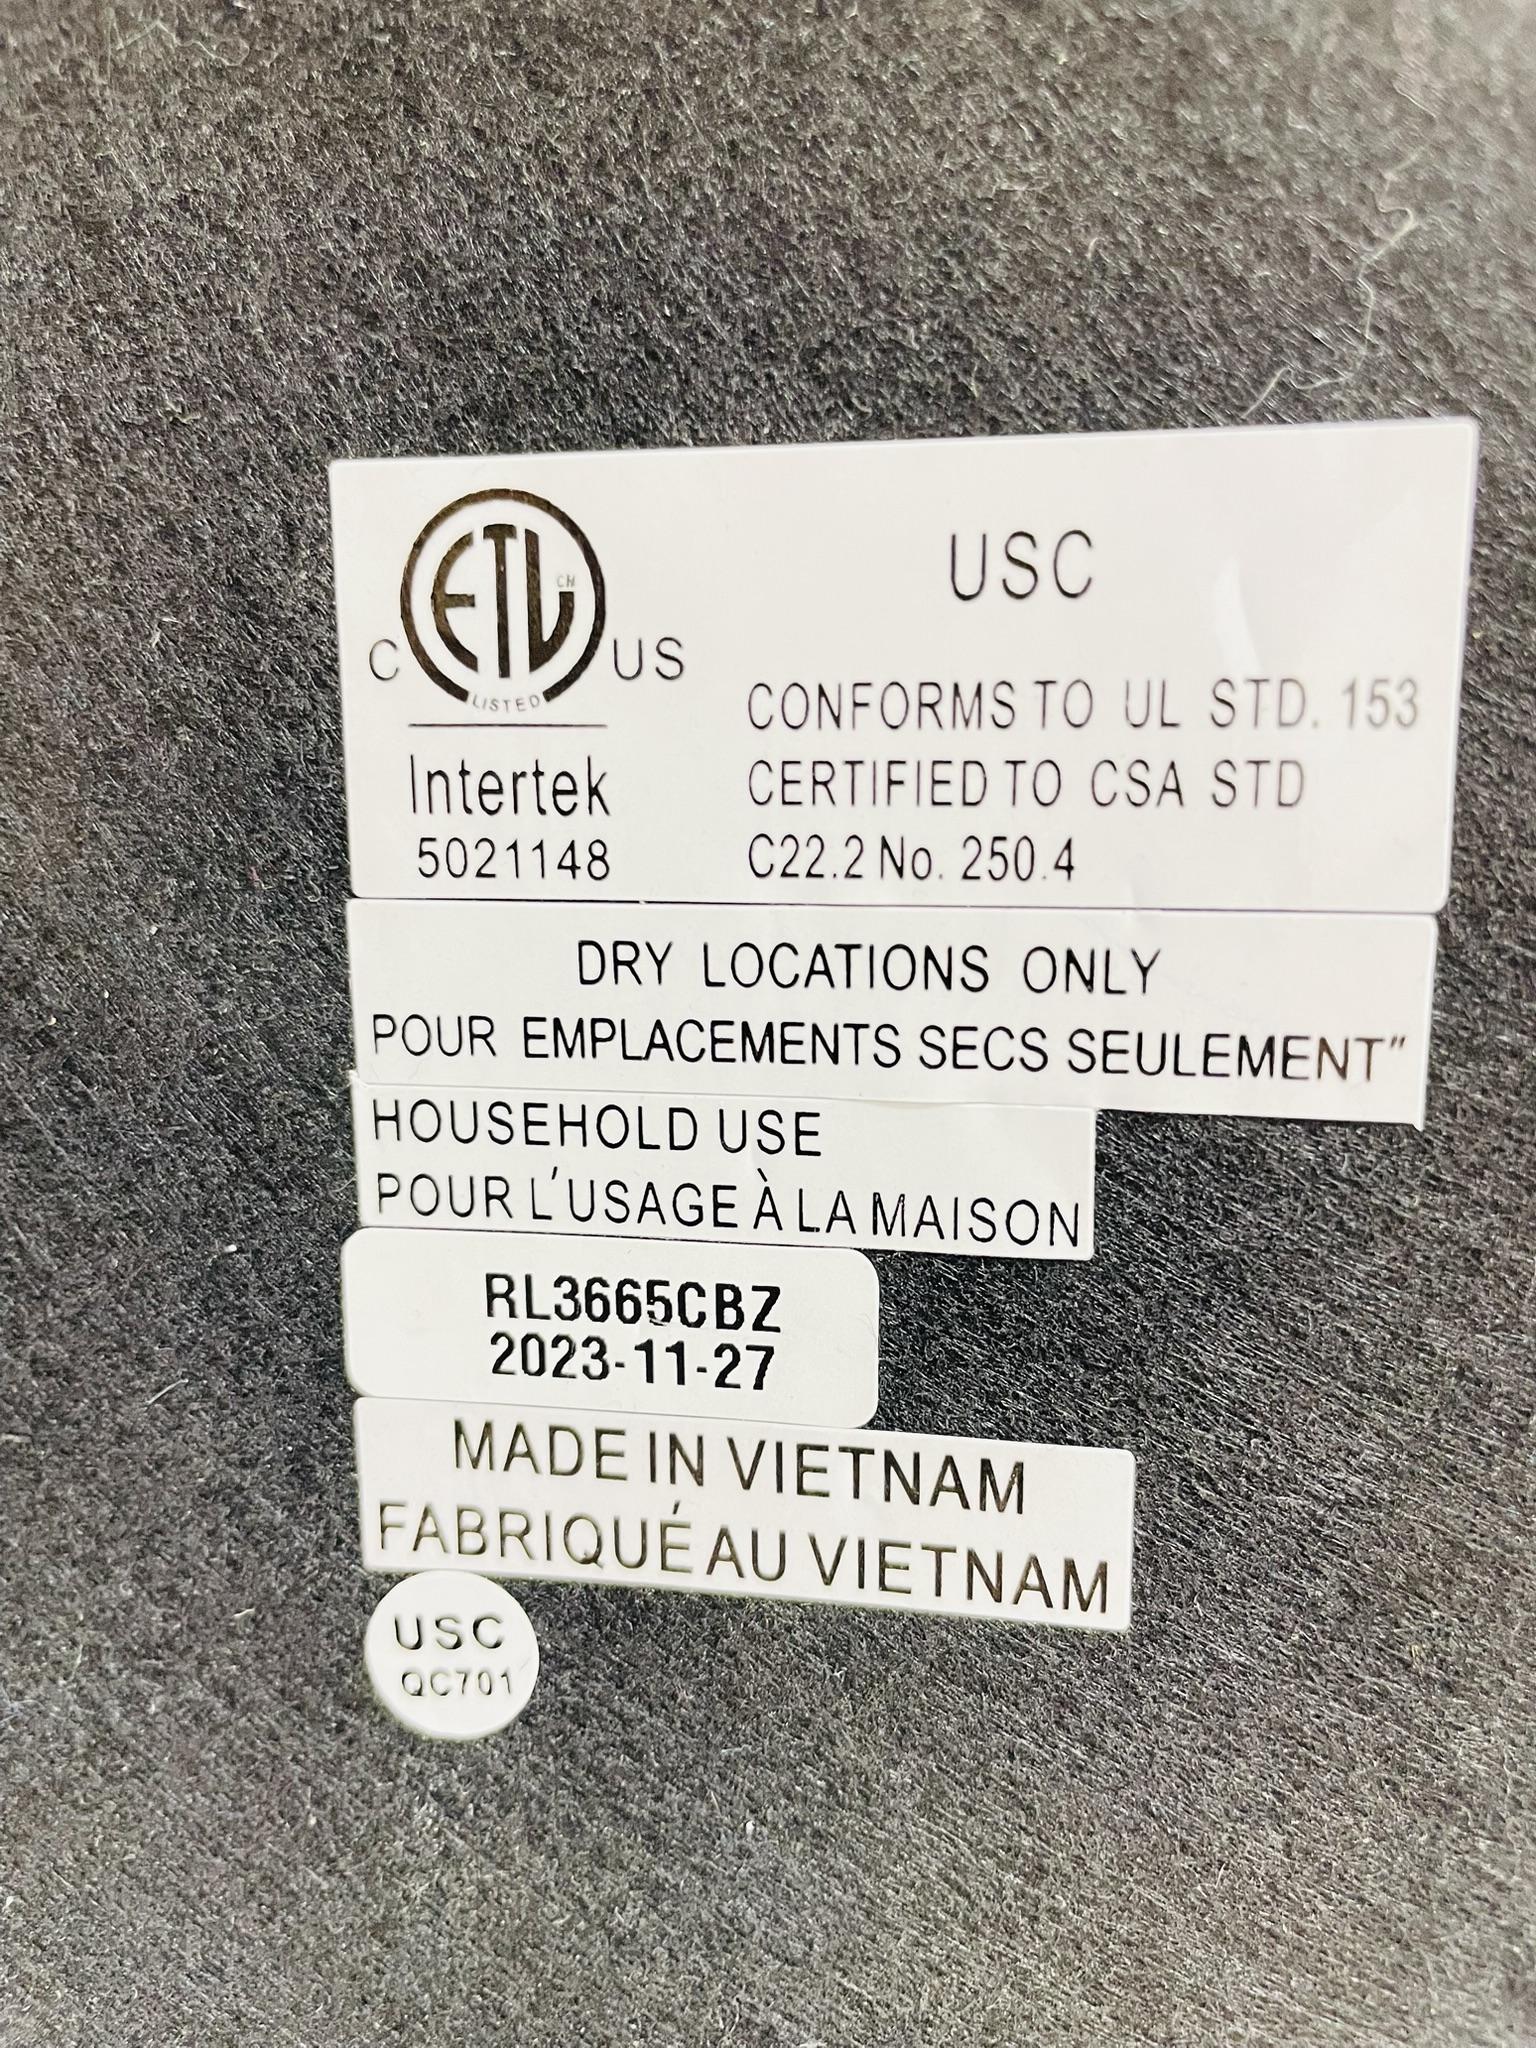 ETL CM
C US
LISTED
Intertek
5021148
USC
CONFORMS TO UL STD. 153
CERTIFIED TO CSA STD
C22.2 No. 250.4
DRY LOCATIONS ONLY
POUR EMPLACEMENTS SECS SEULEMENT"
HOUSEHOLD USE
POUR L'USAGE À LA MAISON
RL3665CBZ
2023-11-27
MADE IN VIETNAM
FABRIQUÉ AU VIETNAM
USC
QC701